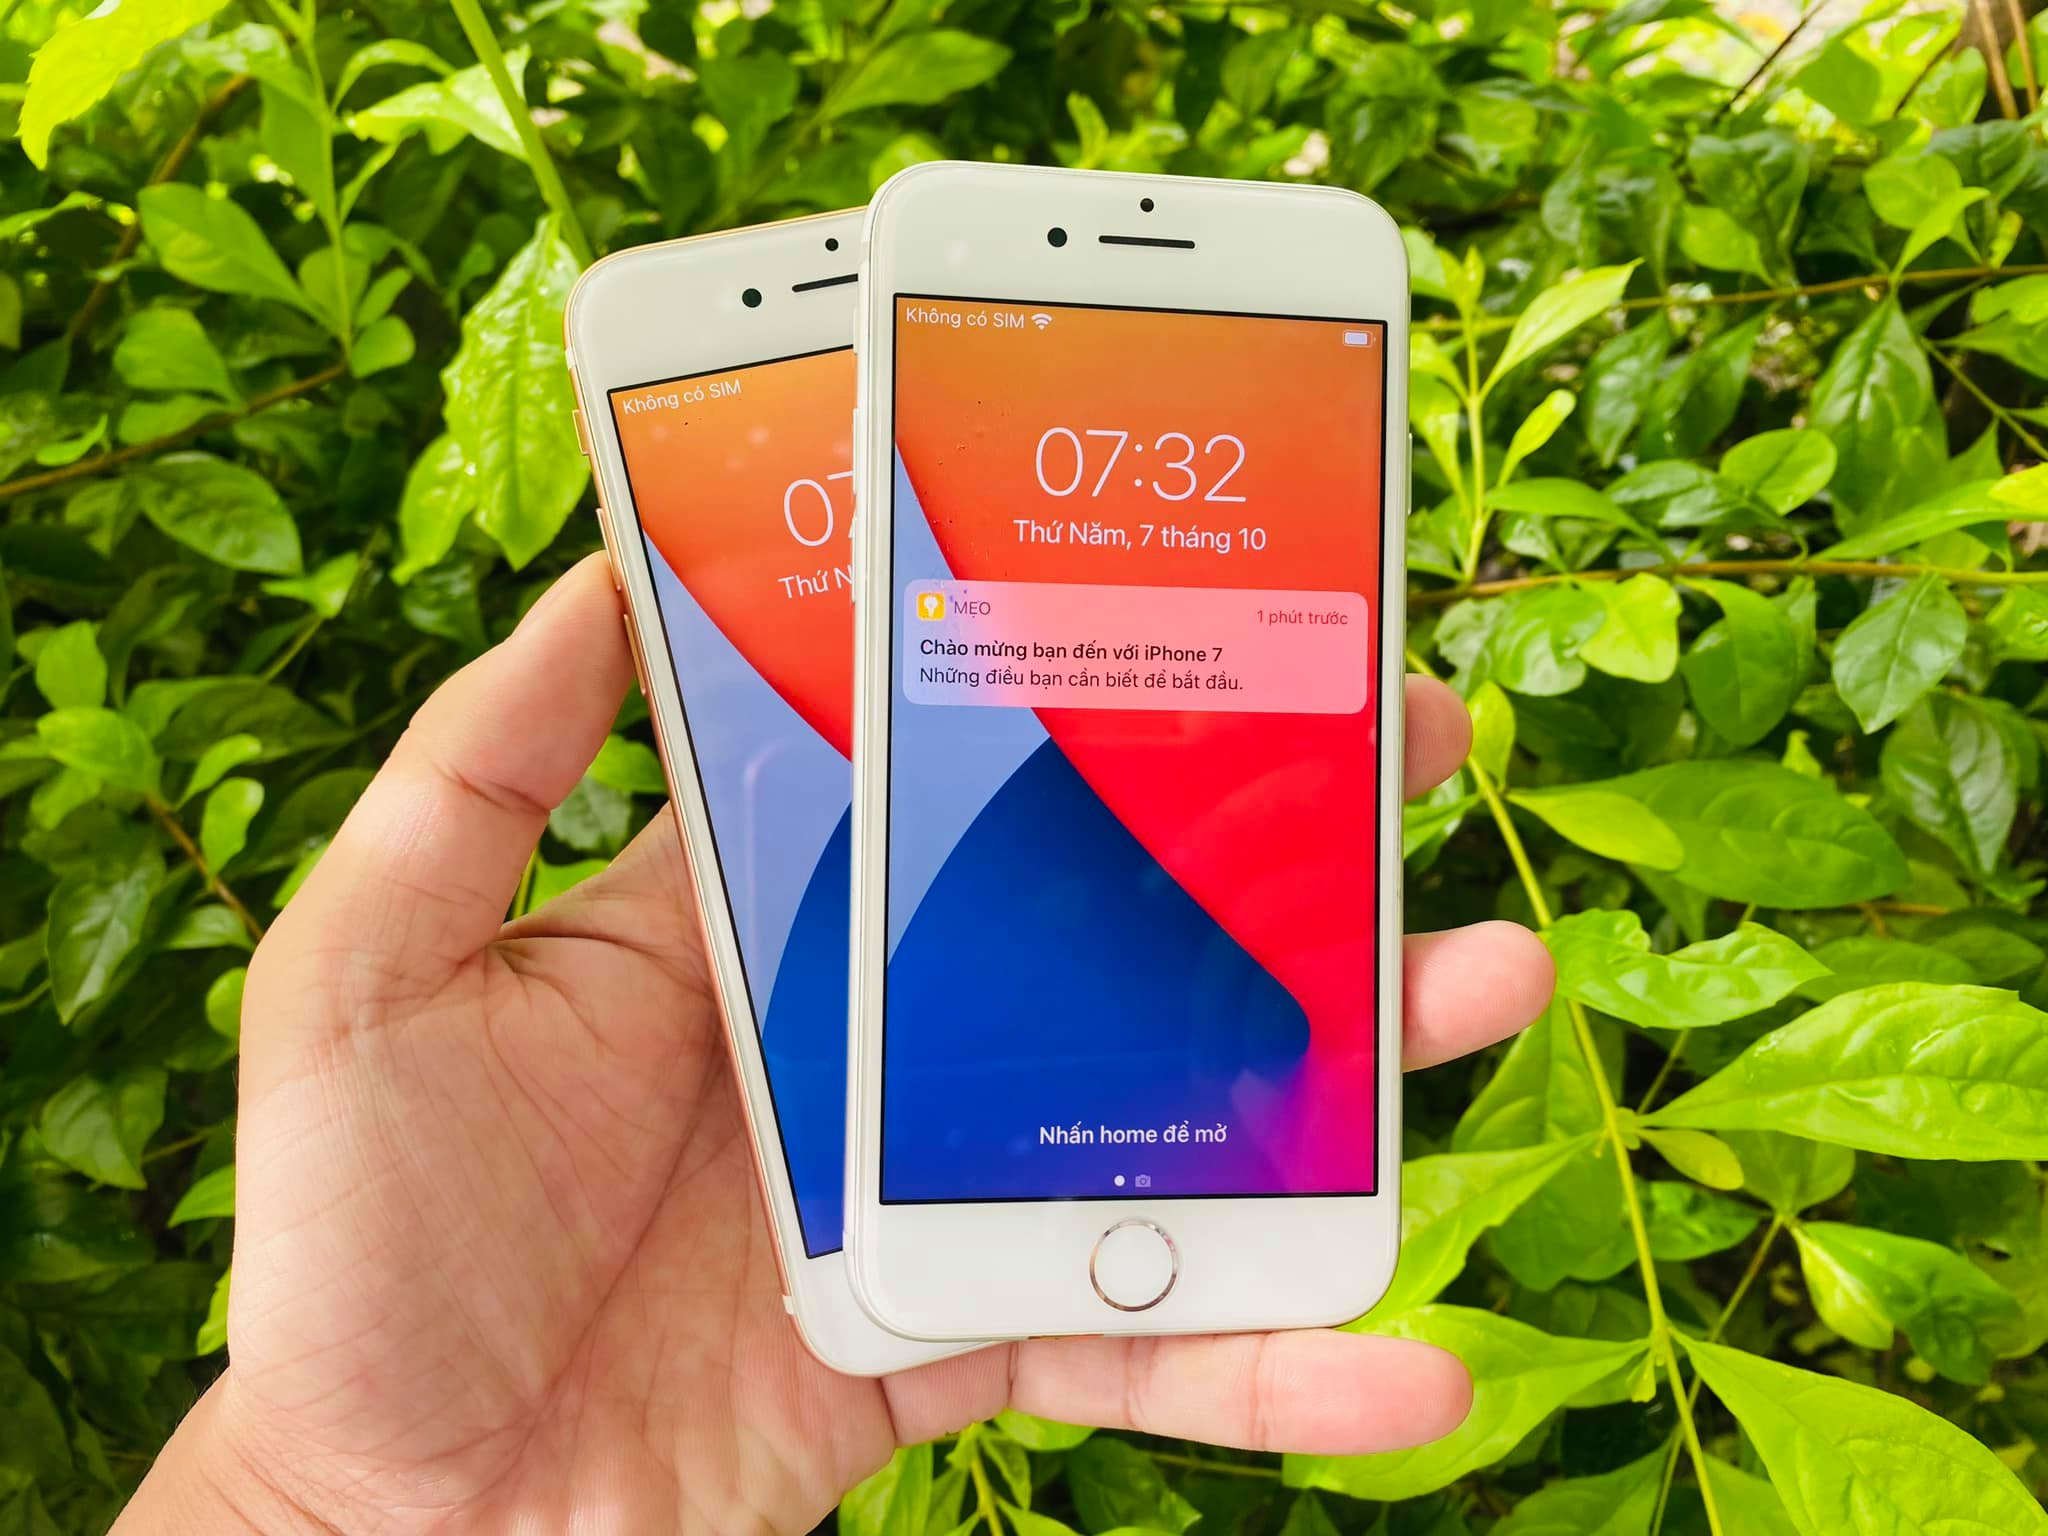 Không có SIM
07
Thứ N
Không có SIM
07:32
Thứ Năm, 7 tháng 10
MẸO
1 phút trước
Chào mừng bạn đến với iPhone 7
Những điều bạn cần biết để bắt đầu.
Nhấn home để mở